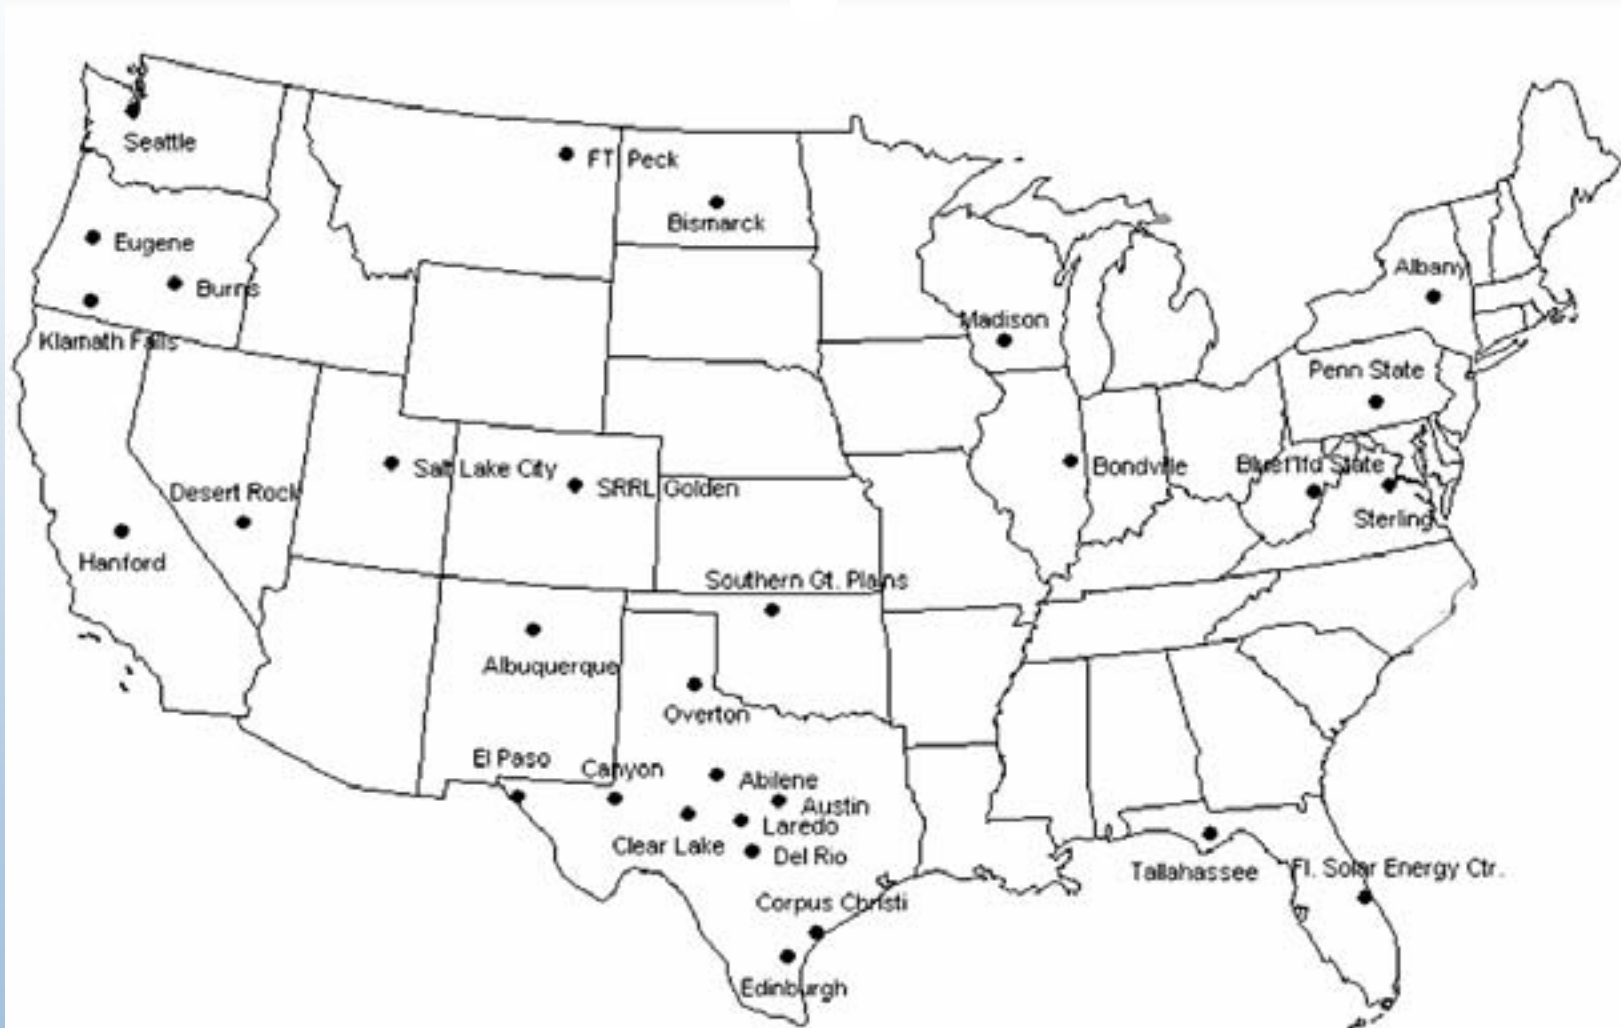 Seattle
FT Peck
Bismarck
Eugene
Burns
Albany
Madison
Klamath Falls
Penn State
Salt Lake City
Bondville
State
SRRL Golden
Desert Rock
Sterling
Hanford
Southern Gt. Plains
Albuquerque
Overton
El Paso
Canyon
Abilene
Austin
Laredo
Clear Lake
Del Rio
Tallahassee
Fl. Solar Energy Ctr.
Corpus Christi
Edinburgh